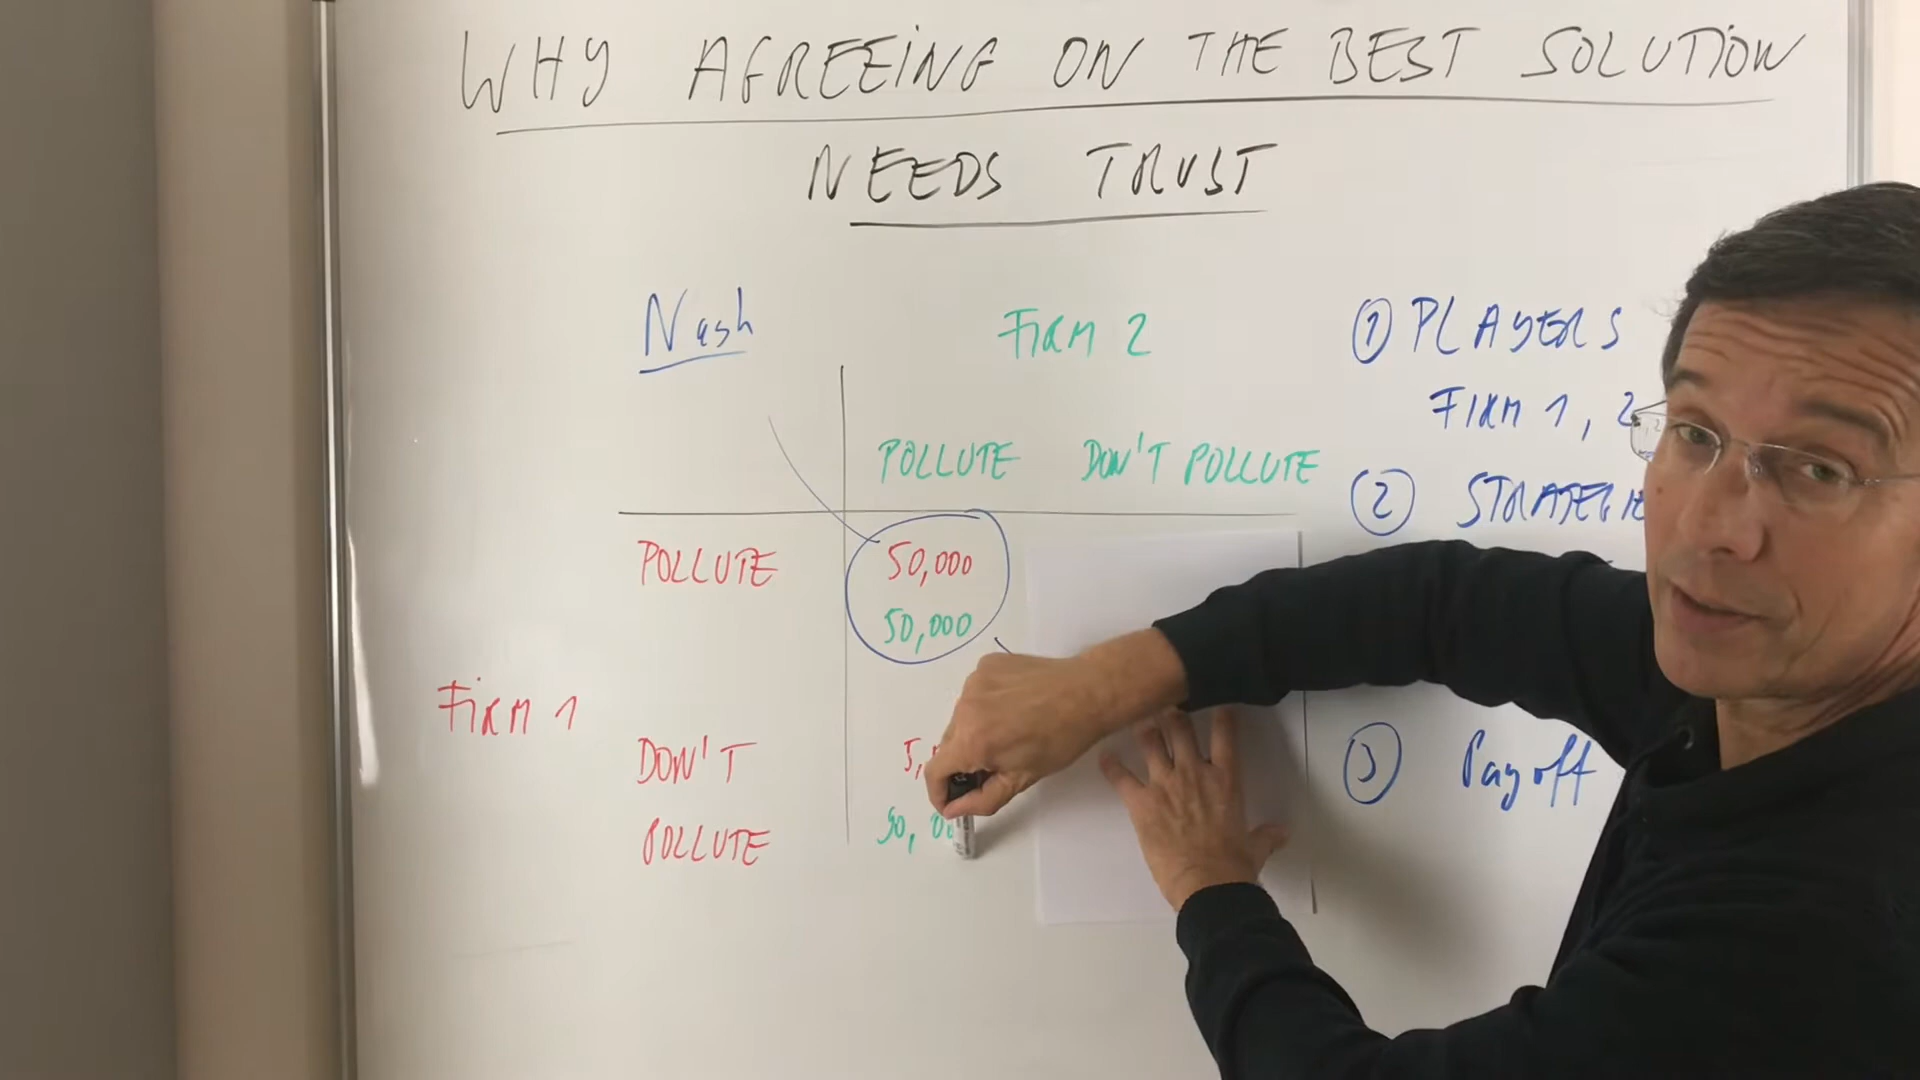 WHY AGREEING ON THE BEST SOLUTION
NEEDS TRUST
Nash
FIRM 2
POLLUTE DON'T POLLUTE
POLLUTE
50,000
50,000
FIRM 1
DON'T
POLLUTE
1 PLAYERS
FIRM 1, 2
2
3 Payoff